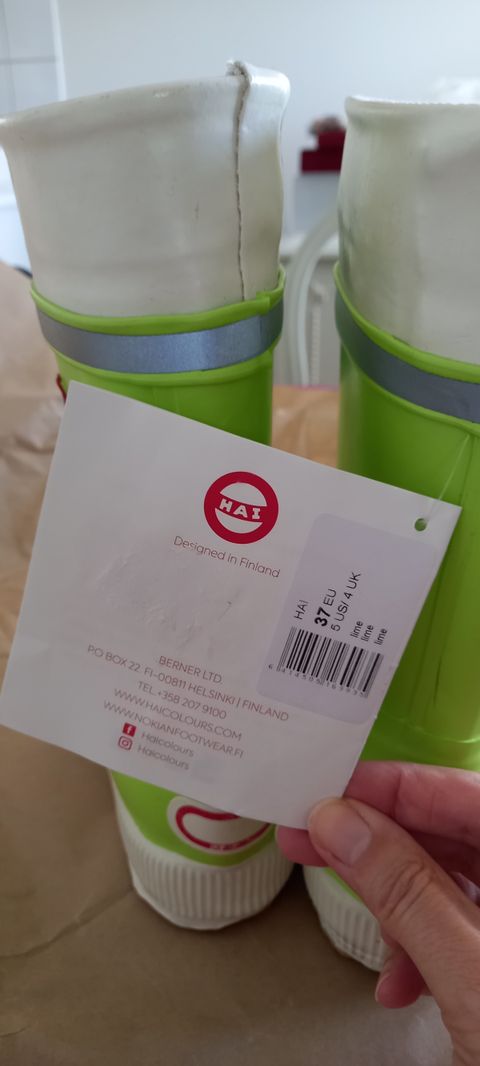 HAI
Designed in Finland
BERNER LTD
PO BOX 22. FI-00811 HELSINKI | FINLAND
TEL.+358 207 9100
WWW.HAICOLOURS.COM
WWW.NOKIANFOOTWEAR.FI
Haicolours
Haicolours
HAI
37 EU
5 US/ 4 UK
lime
lime
lime